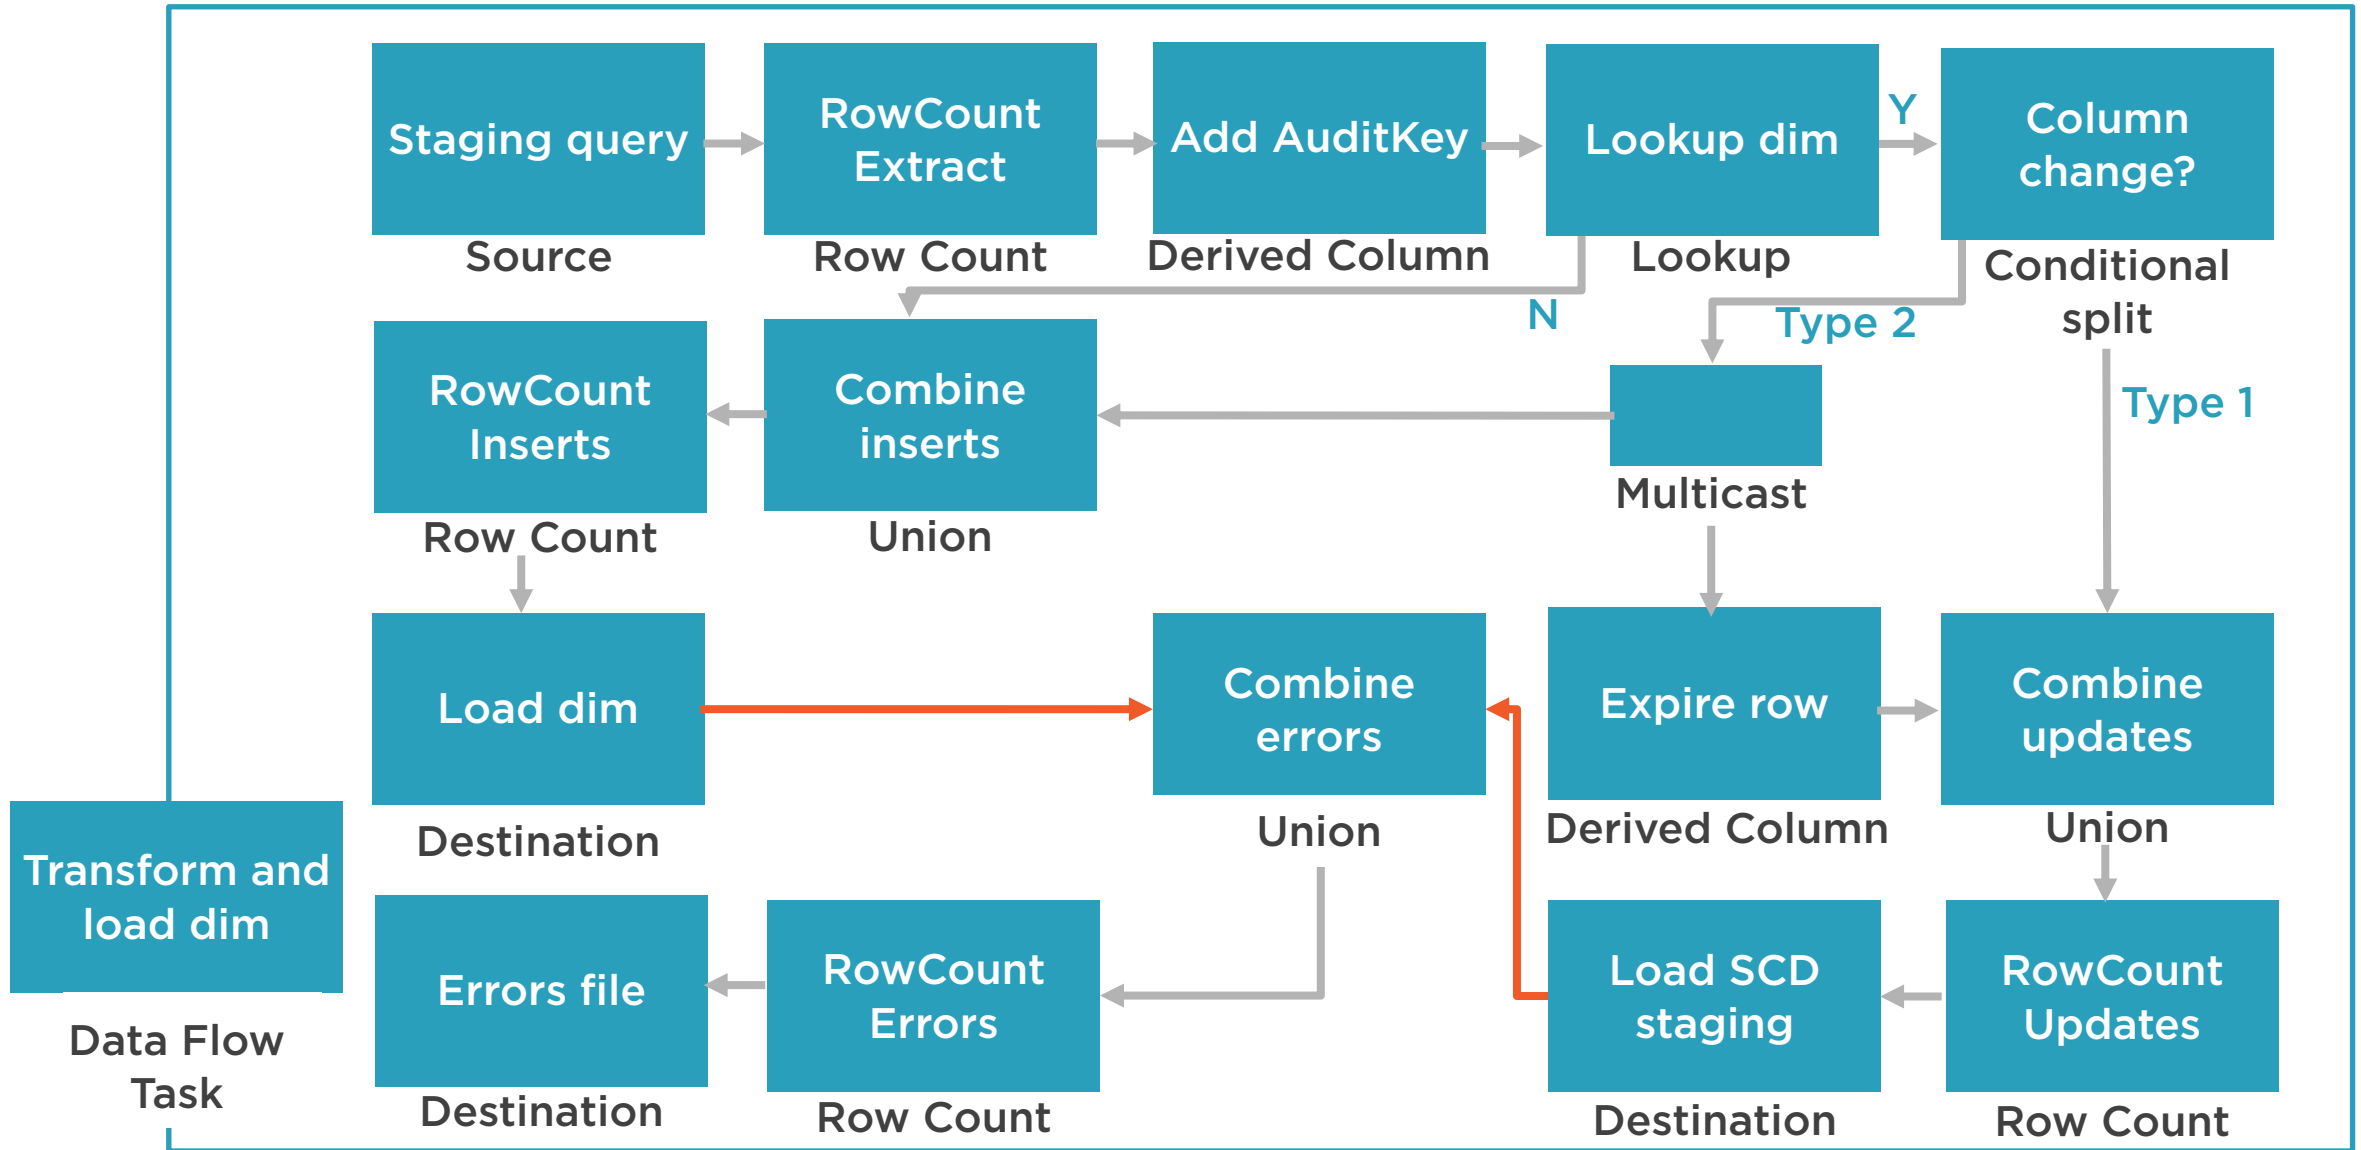 Staging query
Source
RowCount
Extract
Row Count
Add AuditKey
Derived Column
Lookup dim
Lookup
Y
Column
change?
Conditional
split
N
Type 2
Type 1
RowCount
Inserts
Row Count
Combine
inserts
Union
Multicast
Load dim
Destination
Combine
errors
Union
Expire row
Derived Column
Combine
updates
Union
Transform and
load dim
Data Flow
Task
Errors file
Destination
RowCount
Errors
Row Count
Load SCD
staging
Destination
RowCount
Updates
Row Count